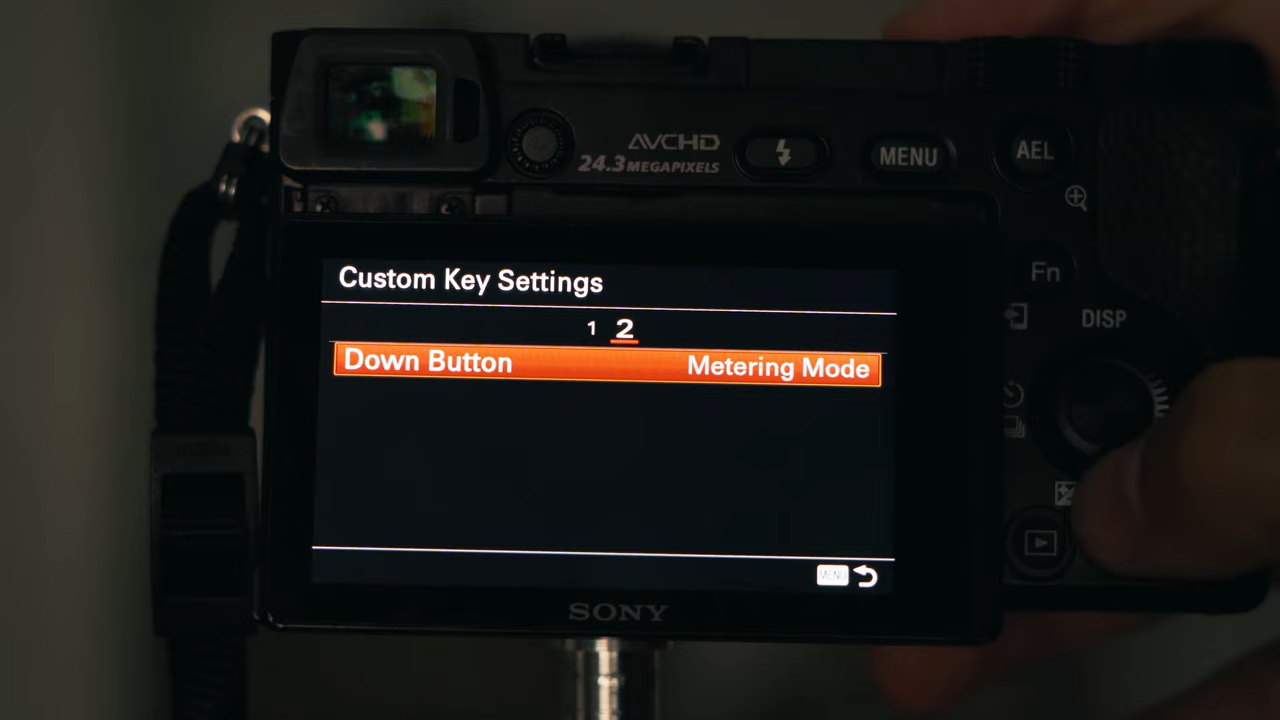 AVCHD
24.3 MEGAPIXELS
MENU
AEL
Fn
DISP
Custom Key Settings
1 2
Down Button Metering Mode
MENU
SONY